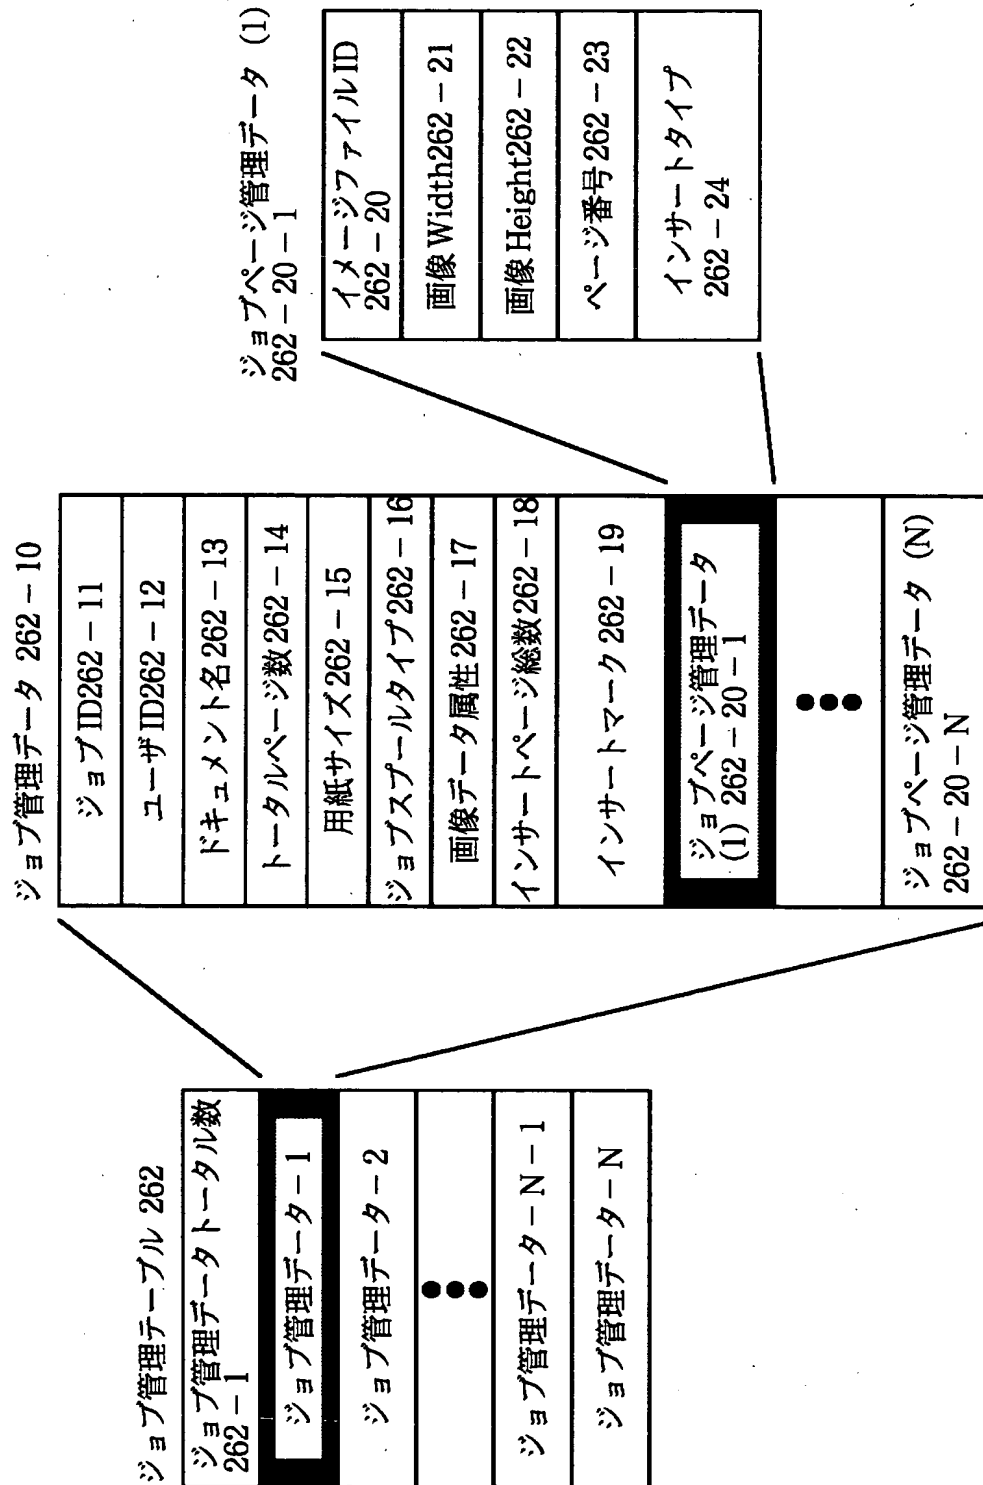 ジョブ管理テーブル 262
ジョブ管理データトータル数
262－1
ジョブ管理データ－1
ジョブ管理データ－2
●●●
ジョブ管理データ－N－1
ジョブ管理データ－N
ジョブ管理データ 262－10
ジョブID262－11
ユーザID262－12
ドキュメント名262－13
トータルページ数262－14
用紙サイズ262－15
ジョブスプールタイプ262－16
画像データ属性262－17
インサートページ総数262－18
インサートマーク262－19
ジョブページ管理データ
(1) 262－20－1
●●●
ジョブページ管理データ (N)
262－20－N
ジョブページ管理データ (1)
262－20－1
イメージファイルID
262－20
画像Width262－21
画像Height262－22
ページ番号262－23
インサートタイプ
262－24